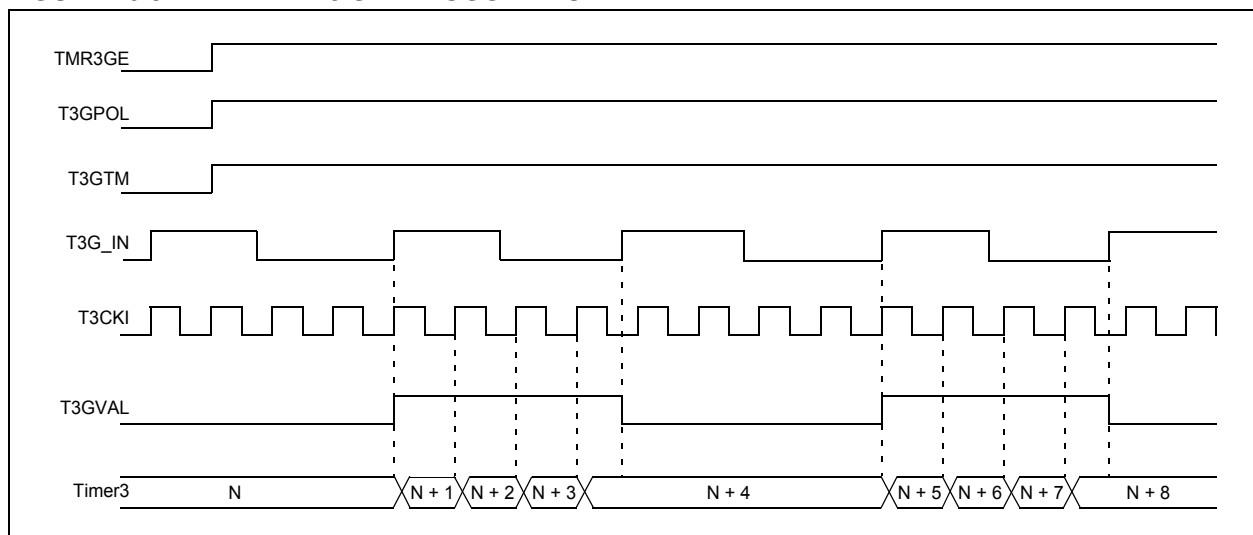 TMR3GE
T3GPOL
T3GTM
T3G_IN
T3CKI
T3GVAL
Timer3 N N + 1 N + 2 N + 3 N + 4 N + 5 N + 6 N + 7 N + 8